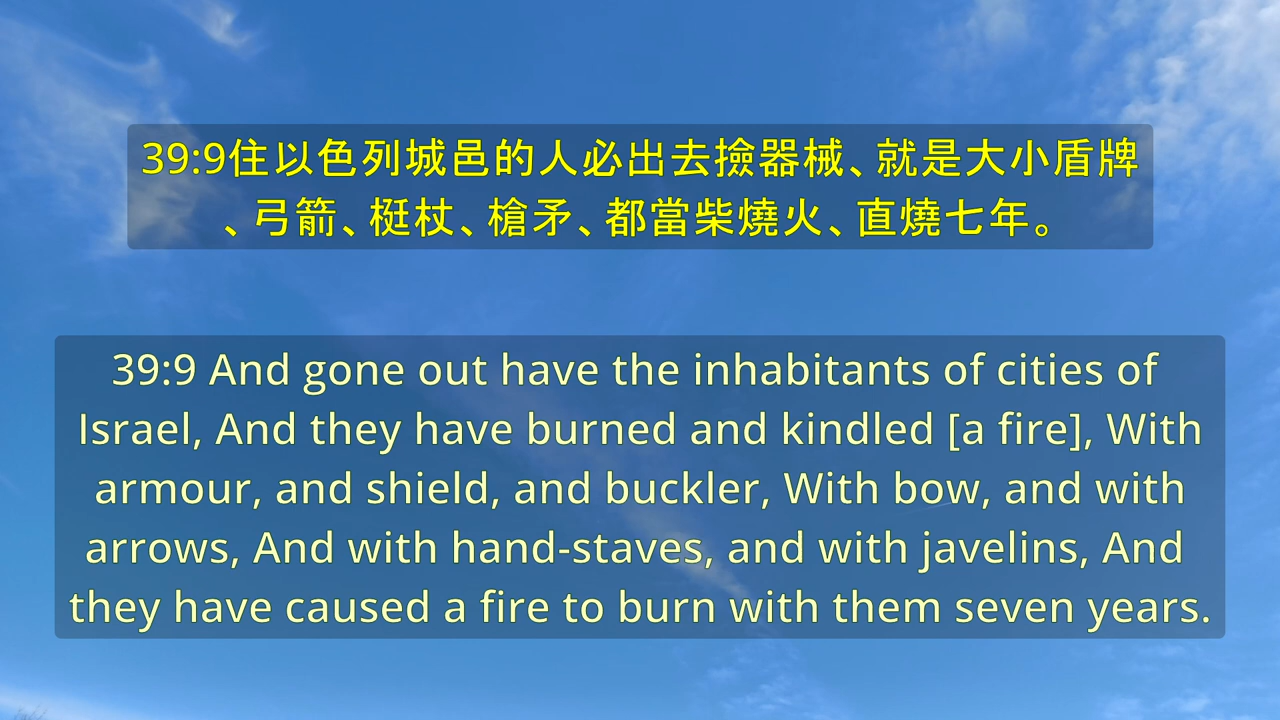 39:9住以色列城邑的人必出去撿器械、就是大小盾牌
、弓箭、梃杖、槍矛、都當柴燒火、直燒七年。
39:9 And gone out have the inhabitants of cities of
Israel, And they have burned and kindled [a fire], With
armour, and shield, and buckler, With bow, and with
arrows, And with hand-staves, and with javelins, And
they have caused a fire to burn with them seven years.